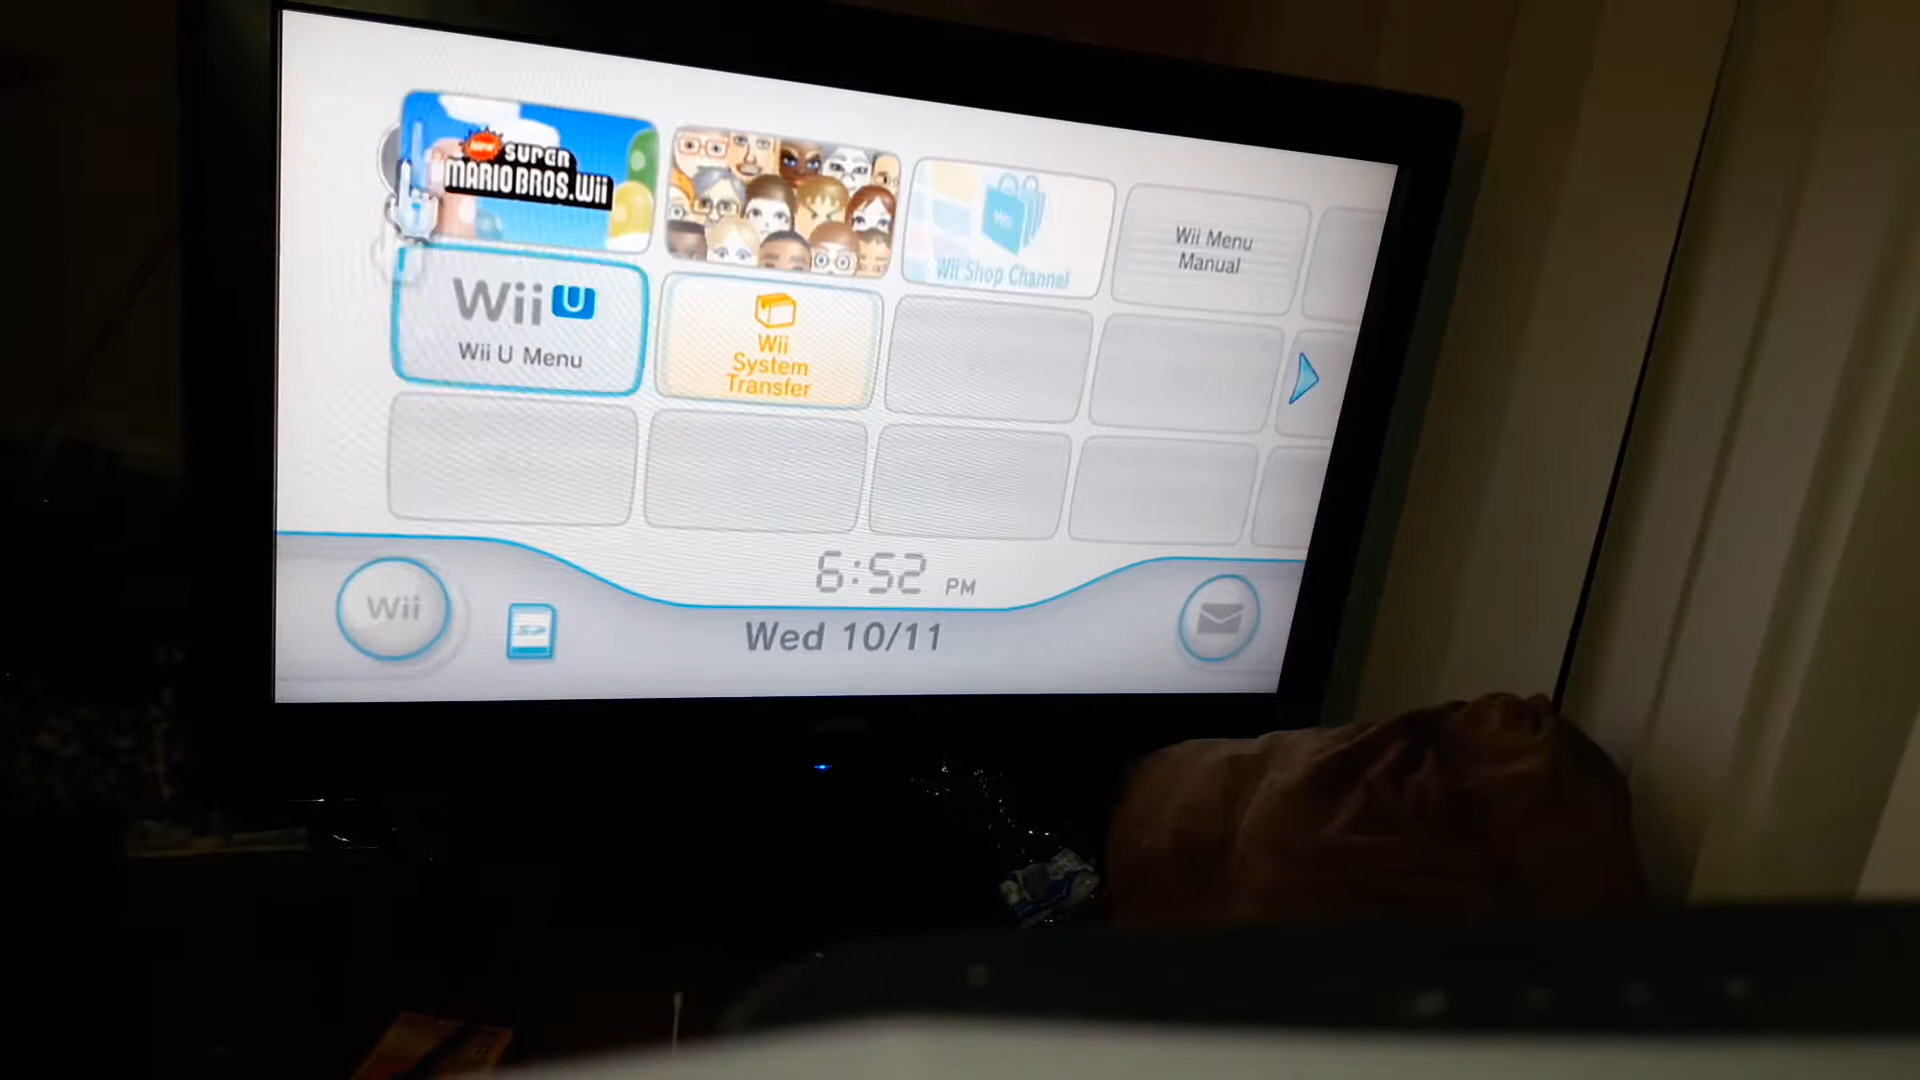 New
SUPER
MARIO BROS. Wii
Wii
Wii Shop Channel
Wii Menu
Manual
Wii U
Wii U Menu
Wii
System
Transfer
6:52 PM
Wii
SD
Wed 10/11